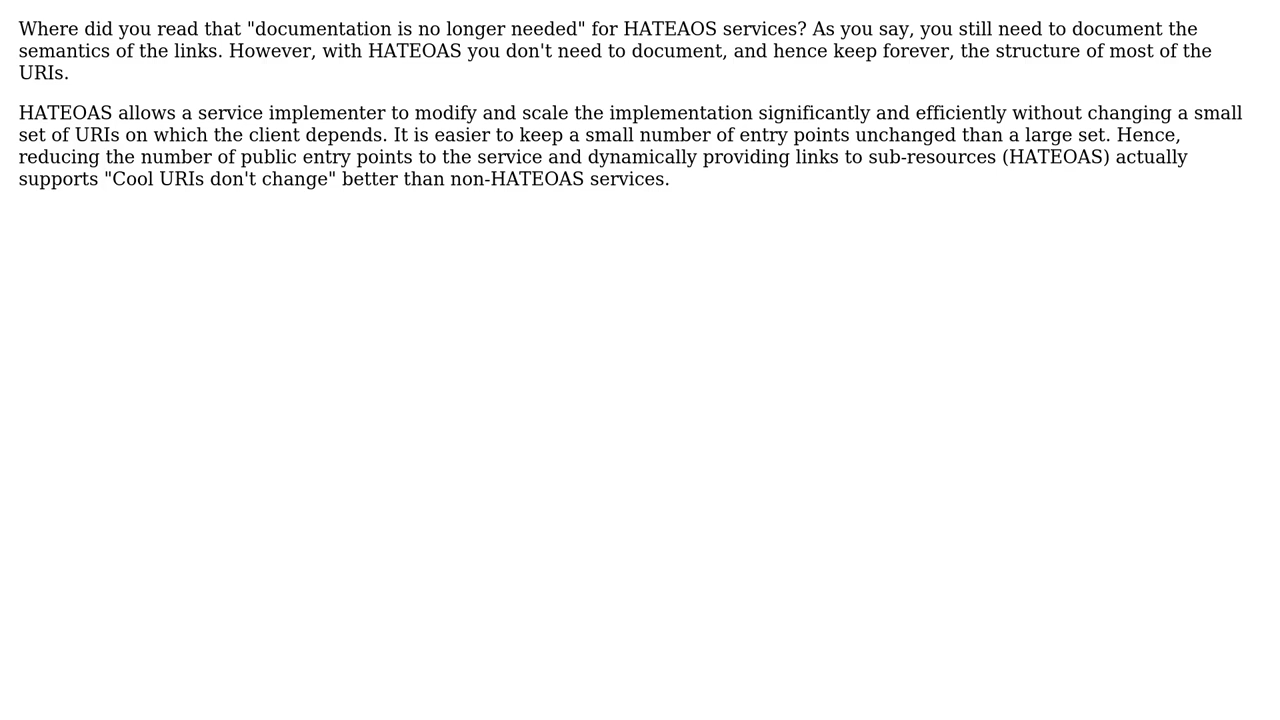 Where did you read that "documentation is no longer needed" for HATEAOS services? As you say, you still need to document the
semantics of the links. However, with HATEOAS you don't need to document, and hence keep forever, the structure of most of the
URIs.
HATEOAS allows a service implementer to modify and scale the implementation significantly and efficiently without changing a small
set of URIs on which the client depends. It is easier to keep a small number of entry points unchanged than a large set. Hence,
reducing the number of public entry points to the service and dynamically providing links to sub-resources (HATEOAS) actually
supports "Cool URIs don't change" better than non-HATEOAS services.